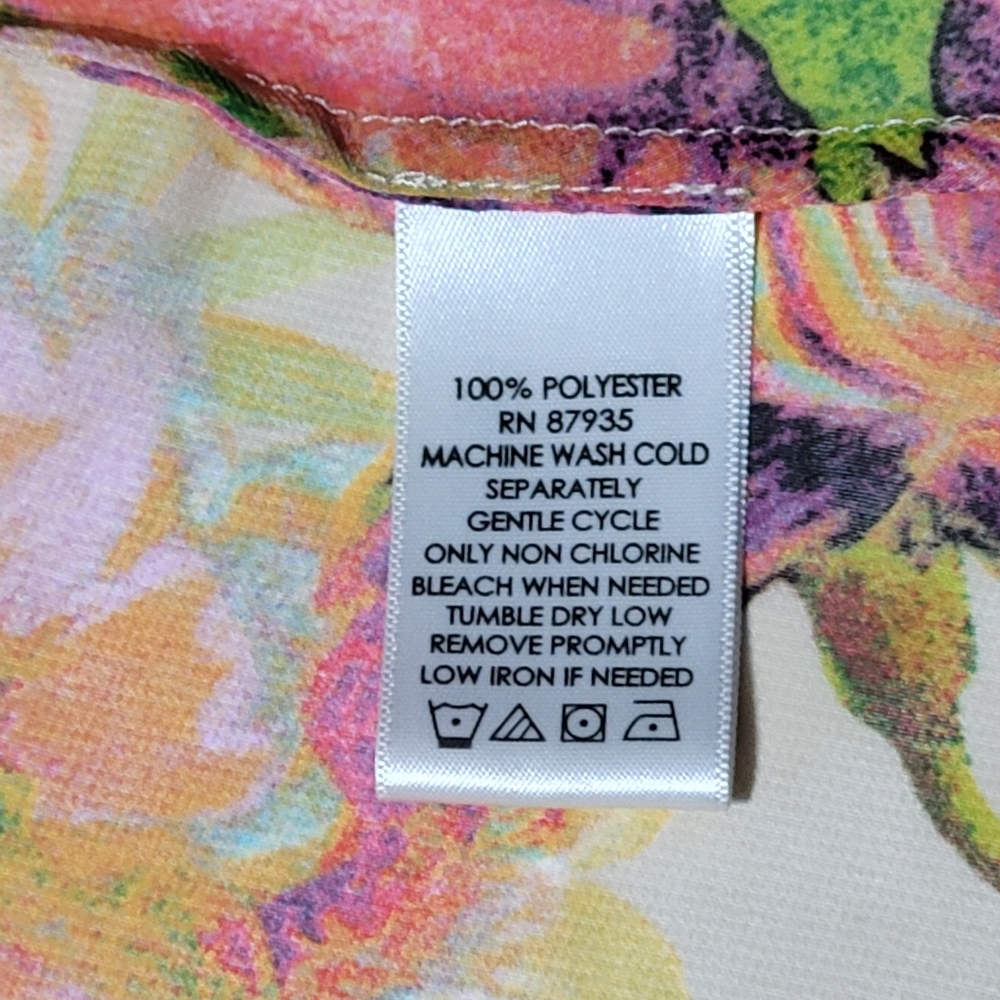 100% POLYESTER
RN 87935
MACHINE WASH COLD
SEPARATELY
GENTLE CYCLE
ONLY NON CHLORINE
BLEACH WHEN NEEDED
TUMBLE DRY LOW
REMOVE PROMPTLY
LOW IRON IF NEEDED